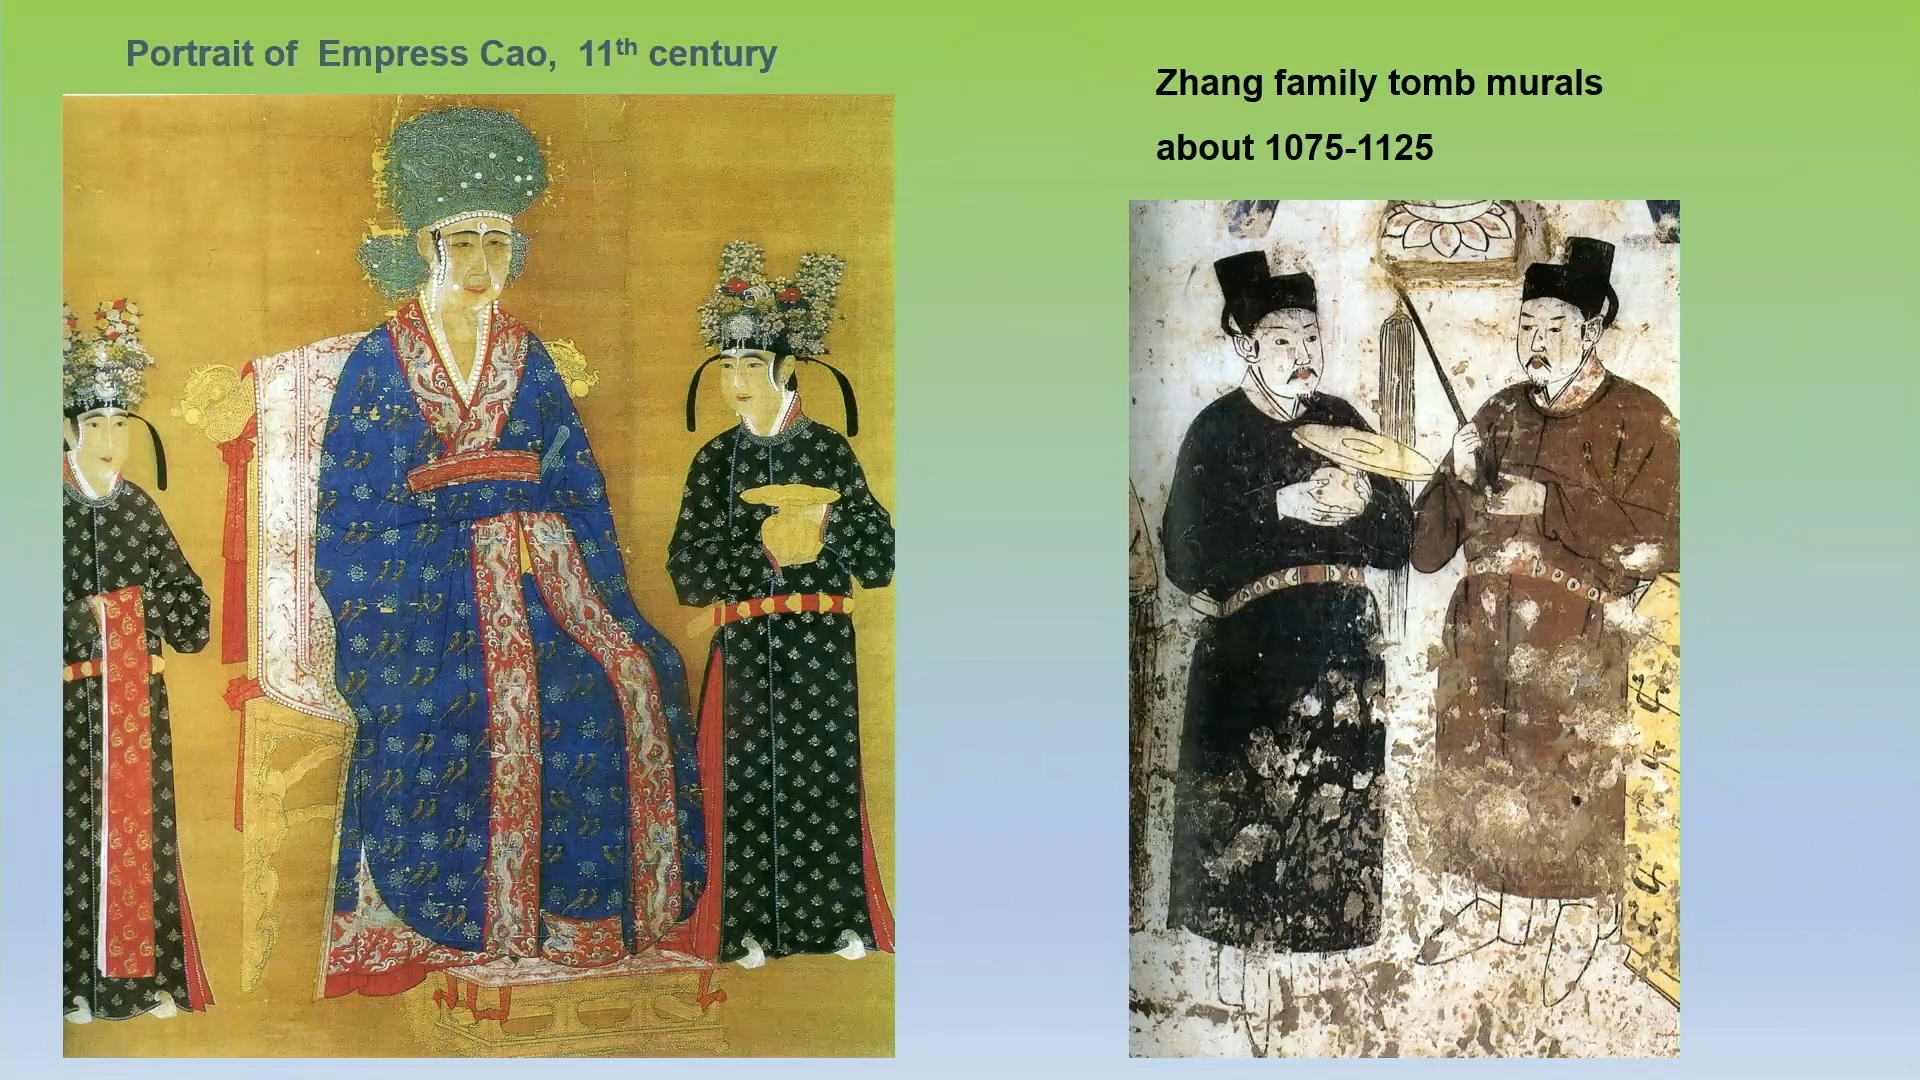 Portrait of Empress Cao, 11th century
Zhang family tomb murals
about 1075-1125